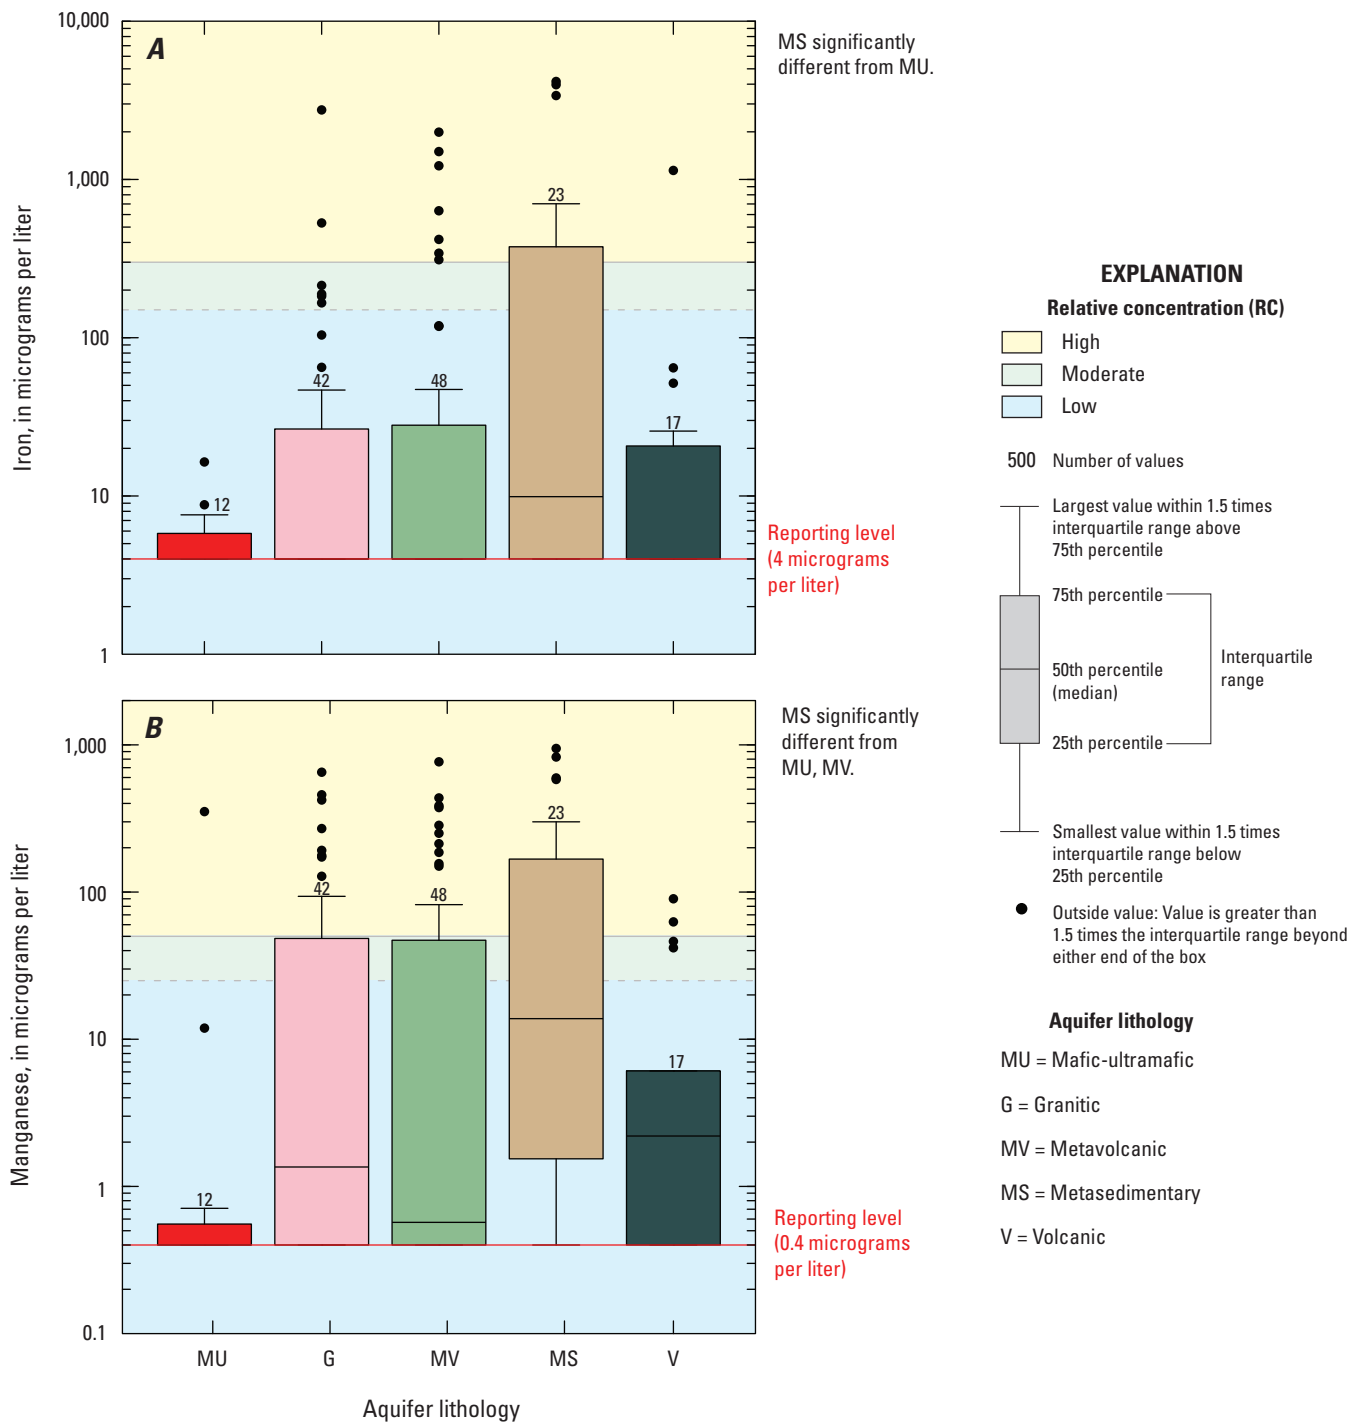 A
MS significantly
different from MU.
10,000
1,000
100
10
1
Iron, in micrograms per liter
12
42
48
23
17
Reporting level
(4 micrograms
per liter)
B
MS significantly
different from
MU, MV.
1,000
100
10
1
0.1
Manganese, in micrograms per liter
12
42
48
23
17
Reporting level
(0.4 micrograms
per liter)
MU
G
MV
MS
V
Aquifer lithology
EXPLANATION
Relative concentration (RC)
High
Moderate
Low
500 Number of values
Largest value within 1.5 times
interquartile range above
75th percentile
75th percentile
50th percentile
(median)
25th percentile
Interquartile
range
Smallest value within 1.5 times
interquartile range below
25th percentile
Outside value: Value is greater than
1.5 times the interquartile range beyond
either end of the box
Aquifer lithology
MU = Mafic-ultramafic
G = Granitic
MV = Metavolcanic
MS = Metasedimentary
V = Volcanic